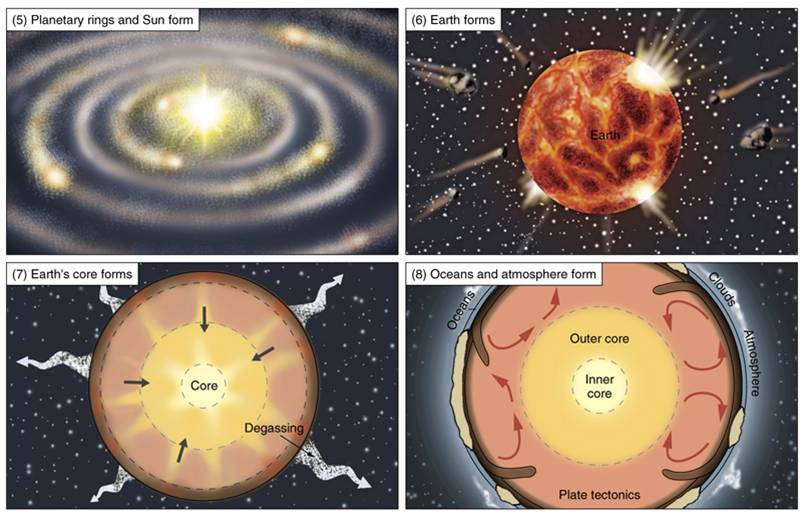 (5) Planetary rings and Sun form
(6) Earth forms
Earth
(7) Earth's core forms
Core
Degassing
(8) Oceans and atmosphere form
Oceans
Clouds
Atmosphere
Outer core
Inner
core
Plate tectonics